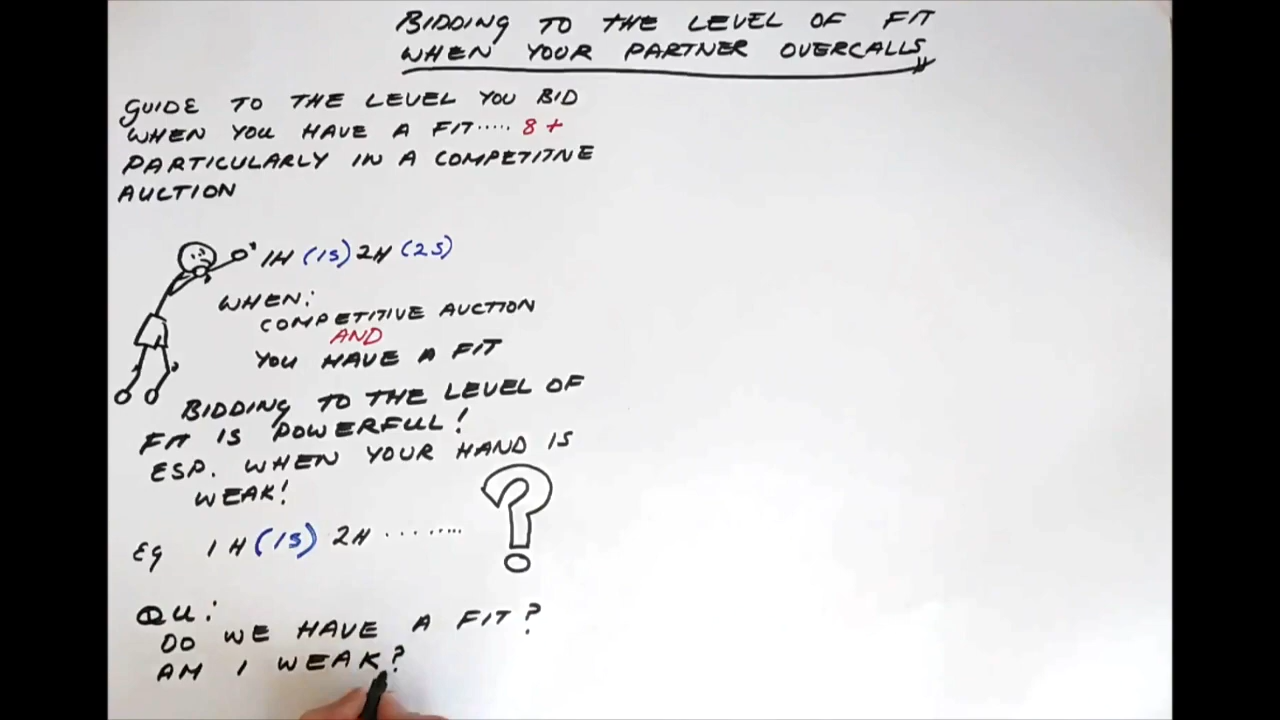 BIDDING TO THE LEVEL OF FIT
WHEN YOUR PARTNER OVERCALLS
GUIDE TO THE LEVEL YOU BID
WHEN YOU HAVE A FIT..... 8+
PARTICULARLY IN A COMPETITIVE
AUCTION
1H (1S) 2H (2S)
WHEN:
COMPETITIVE AUCTION
AND
YOU HAVE A FIT
BIDDING TO THE LEVEL OF
FIT IS POWERFUL!
ESP. WHEN YOUR HAND IS
WEAK!
?
Eg 1H (1S) 2H ........
QU:
DO WE HAVE A FIT?
AM I WEAK?